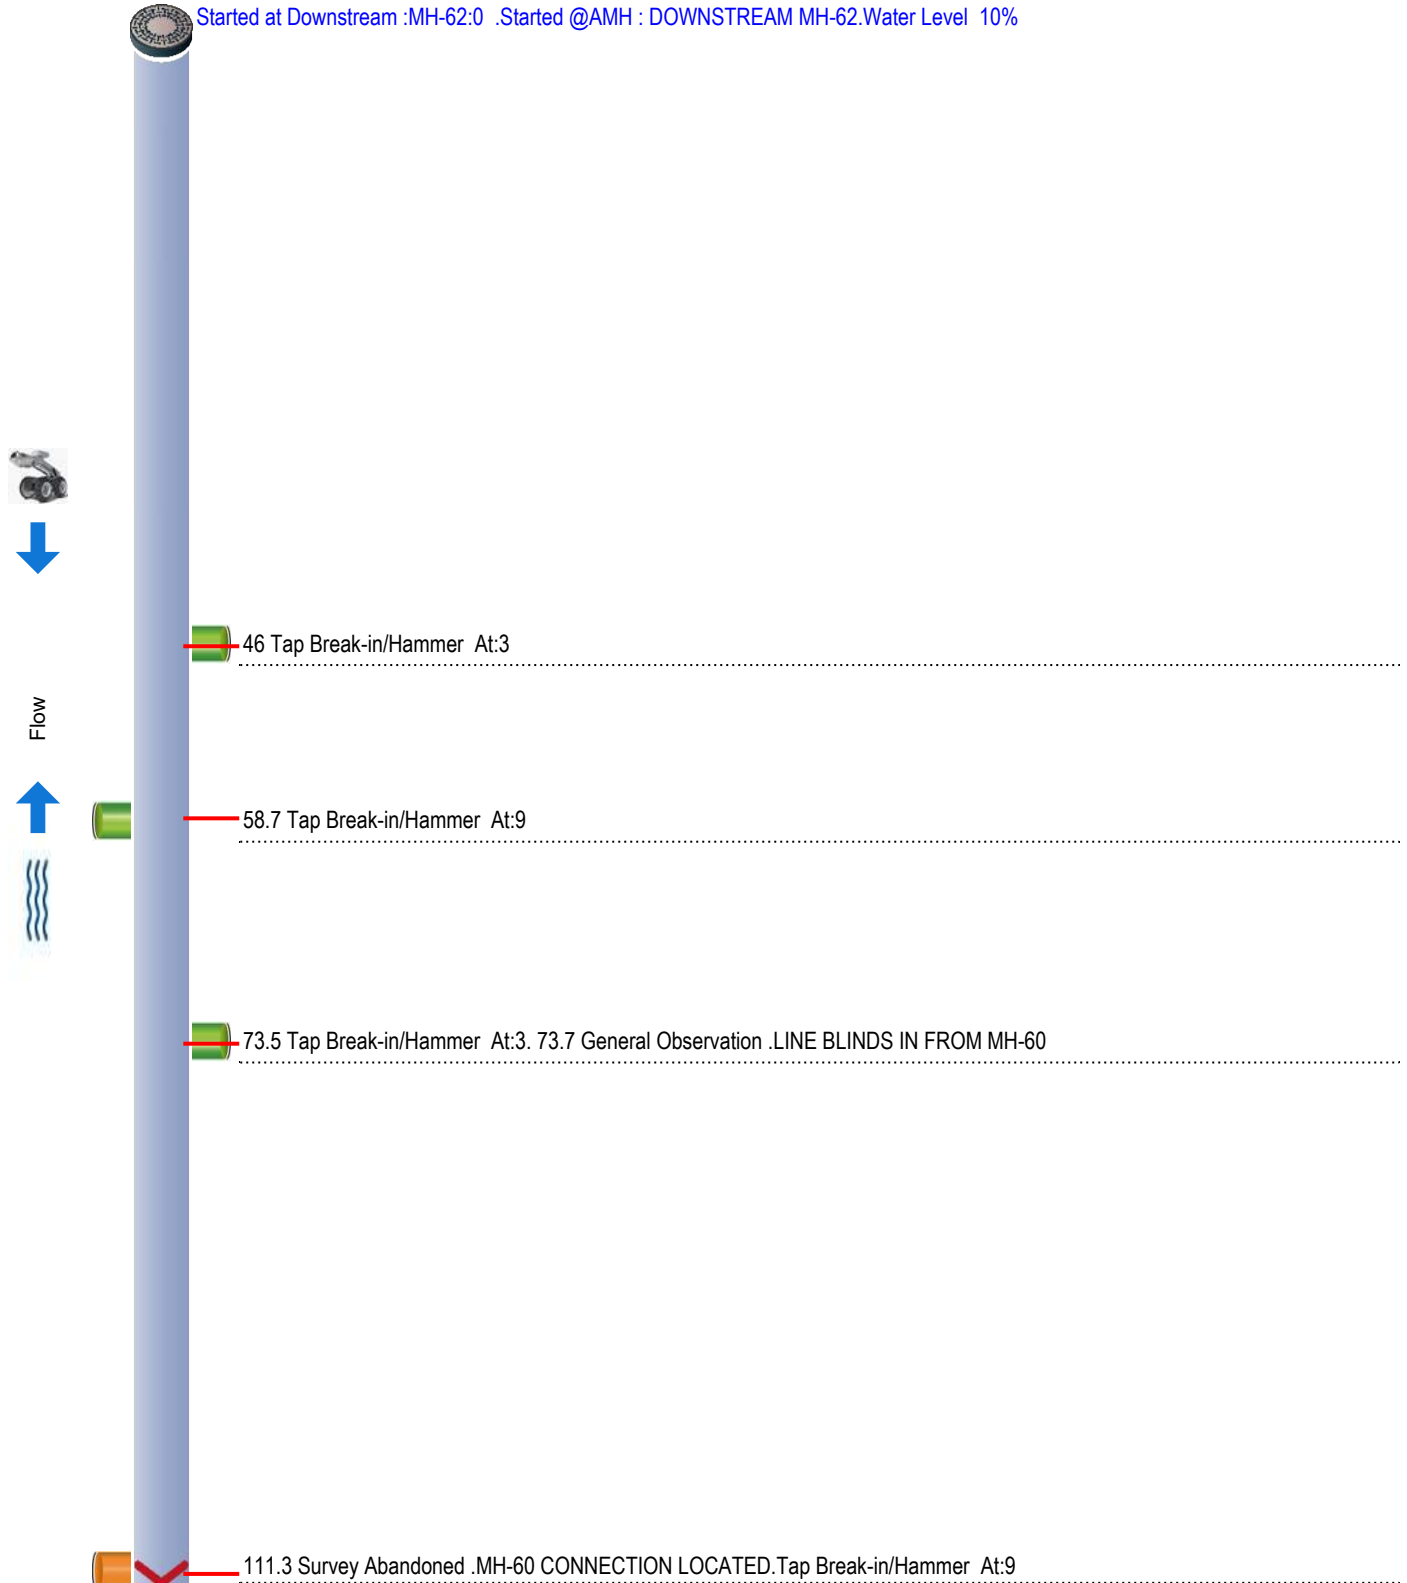 Started at Downstream :MH-62:0 .Started @AMH : DOWNSTREAM MH-62.Water Level 10%
46 Tap Break-in/Hammer At:3
Flow
58.7 Tap Break-in/Hammer At:9
73.5 Tap Break-in/Hammer At:3. 73.7 General Observation .LINE BLINDS IN FROM MH-60
111.3 Survey Abandoned .MH-60 CONNECTION LOCATED.Tap Break-in/Hammer At:9